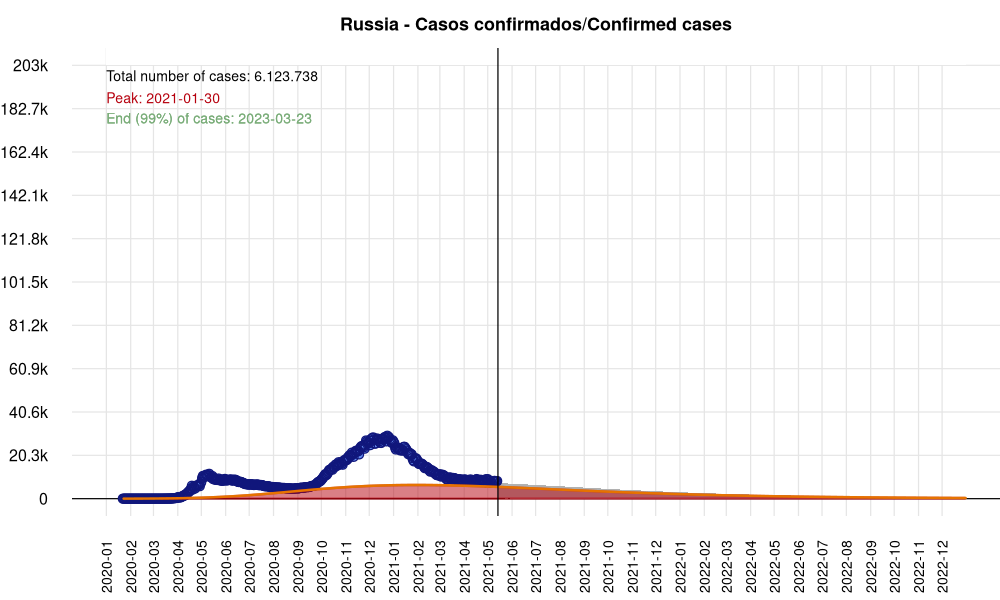 Russia - Casos confirmados/Confirmed cases
Total number of cases: 6.123.738
Peak: 2021-01-30
End (99%) of cases: 2023-03-23
203k
182.7k
162.4k
142.1k
121.8k
101.5k
81.2k
60.9k
40.6k
20.3k
0
2020-01
2020-02
2020-03
2020-04
2020-05
2020-06
2020-07
2020-08
2020-09
2020-10
2020-11
2020-12
2021-01
2021-03
2021-04
2021-05
2021-06
2021-07
2021-08
2021-09
2021-10
2021-11
2021-12
2022-01
2022-02
2022-03
2022-04
2022-05
2022-06
2022-07
2022-08
2022-09
2022-10
2022-11
2022-12